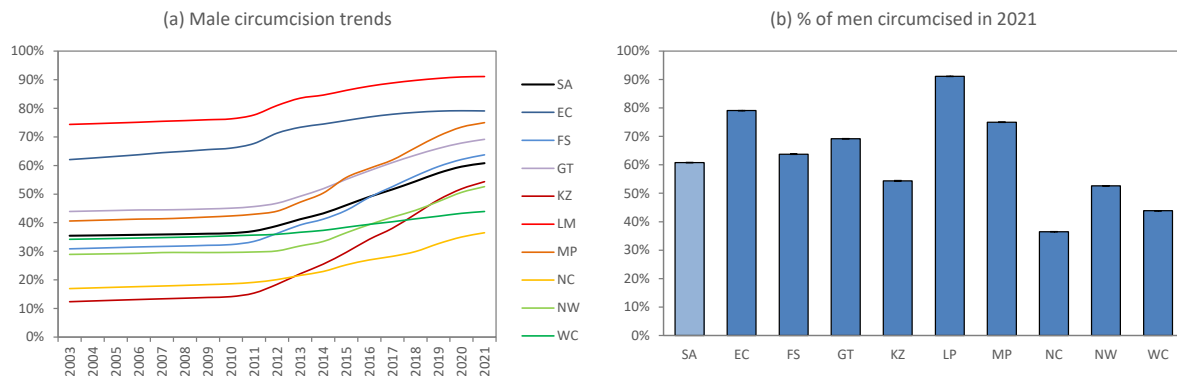 (a) Male circumcision trends
100%
90%
80%
70%
60%
50%
40%
30%
20%
10%
0%
2003 2004 2005 2006 2007 2008 2009 2010 2011 2012 2013 2014 2015 2016 2017 2018 2019 2020 2021
SA
EC
FS
GT
KZ
LM
MP
NC
NW
WC
(b) % of men circumcised in 2021
100%
90%
80%
70%
60%
50%
40%
30%
20%
10%
0%
SA EC FS GT KZ LP MP NC NW WC